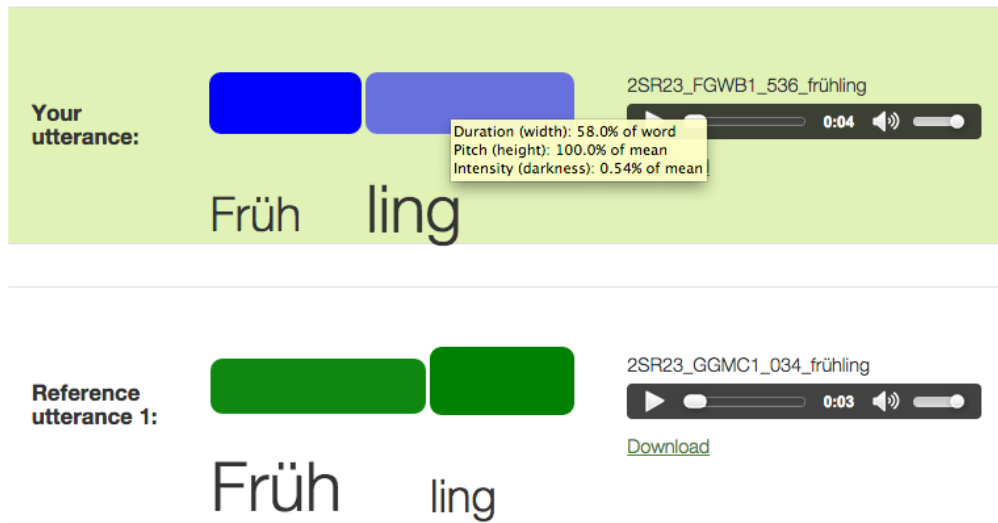 Your
utterance:
2SR23_FGWB1_536_frühling
0:04
Duration (width): 58.0% of word
Pitch (height): 100.0% of mean
Intensity (darkness): 0.54% of mean
Früh ling
Reference
utterance 1:
2SR23_GGMC1_034_frühling
0:03
Download
Früh ling